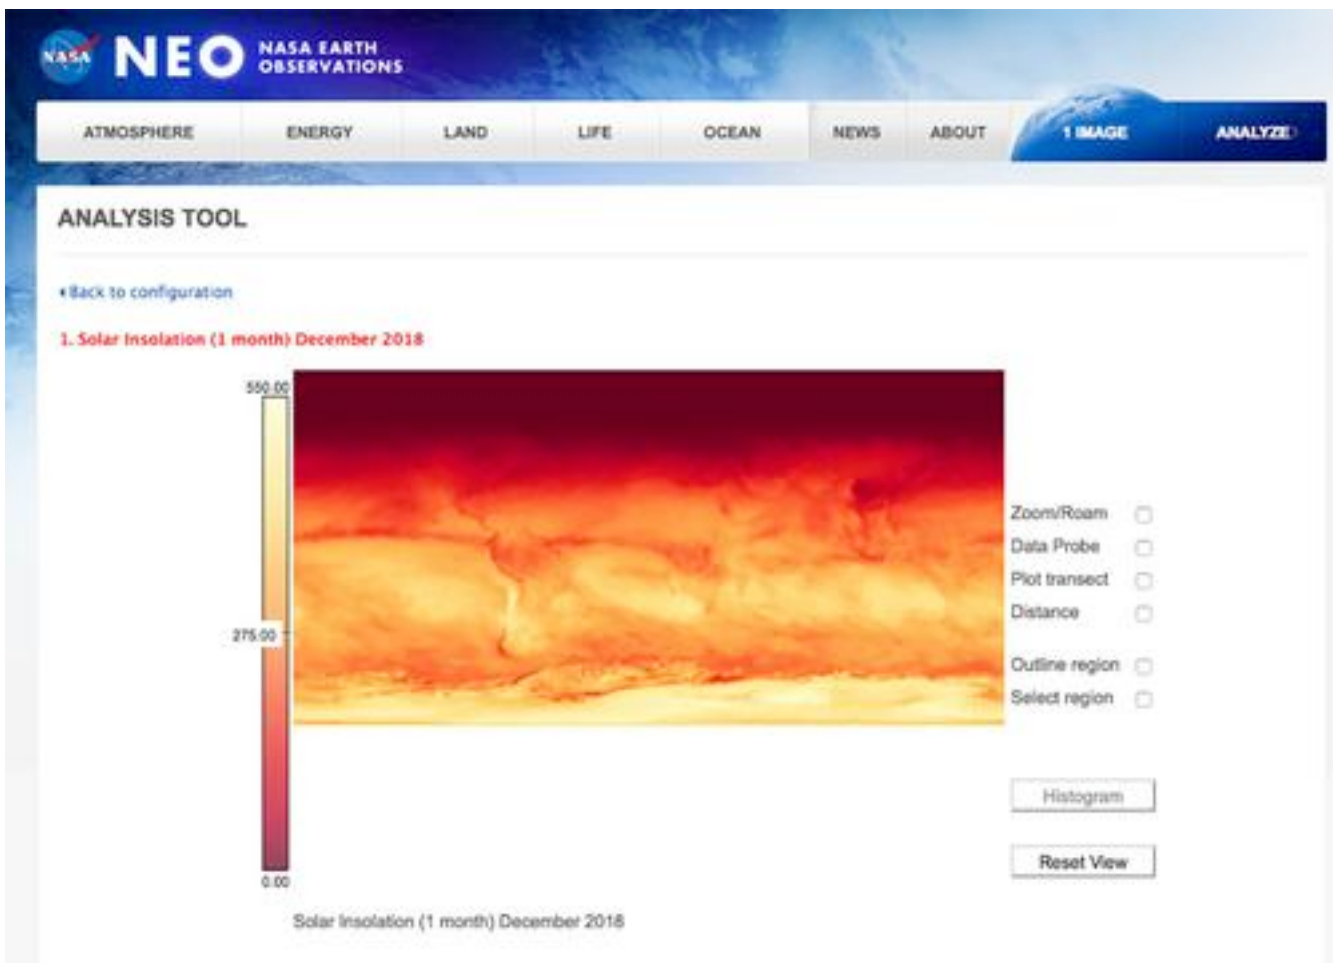 NASA NEO NASA EARTH
OBSERVATIONS
ATMOSPHERE ENERGY LAND LIFE OCEAN NEWS ABOUT 1 IMAGE ANALYZE
ANALYSIS TOOL
Back to configuration
1. Solar Insolation (1 month) December 2018
550.00
Zoom/Roam
Data Probe
Plot transect
Distance
275.00
Outline region
Select region
Histogram
Reset View
0.00
Solar Insolation (1 month) December 2018